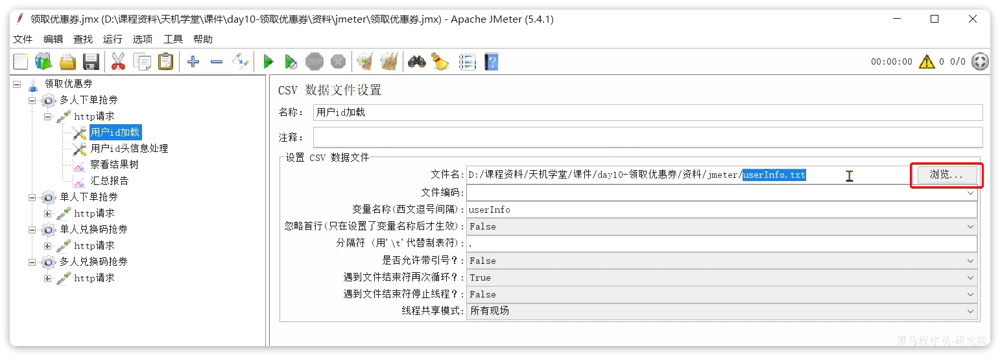 领取优惠券.jmx (D:\课程资料\天机学堂\课件\day10-领取优惠券\资料\jmeter\领取优惠券.jmx) - Apache JMeter (5.4.1)
文件 编辑 查找 运行 选项 工具 帮助
STOP 00:00:00 0 0/0
领取优惠券
多人下单抢券
http请求
用户id加载
用户id头信息处理
察看结果树
汇总报告
单人下单抢券
http请求
单人兑换码抢券
http请求
多人兑换码抢券
http请求
CSV 数据文件设置
名称: 用户id加载
注释:
设置 CSV 数据文件
文件名: D:/课程资料/天机学堂/课件/day10-领取优惠券/资料/jmeter/userInfo.txt 浏览...
文件编码:
变量名称(西文逗号间隔): userInfo
忽略首行(只在设置了变量名称后才生效): False
分隔符 (用'\t'代替制表符): ,
是否允许带引号?: False
遇到文件结束符再次循环?: True
遇到文件结束符停止线程?: False
线程共享模式: 所有现场
黑马程序员-研究院